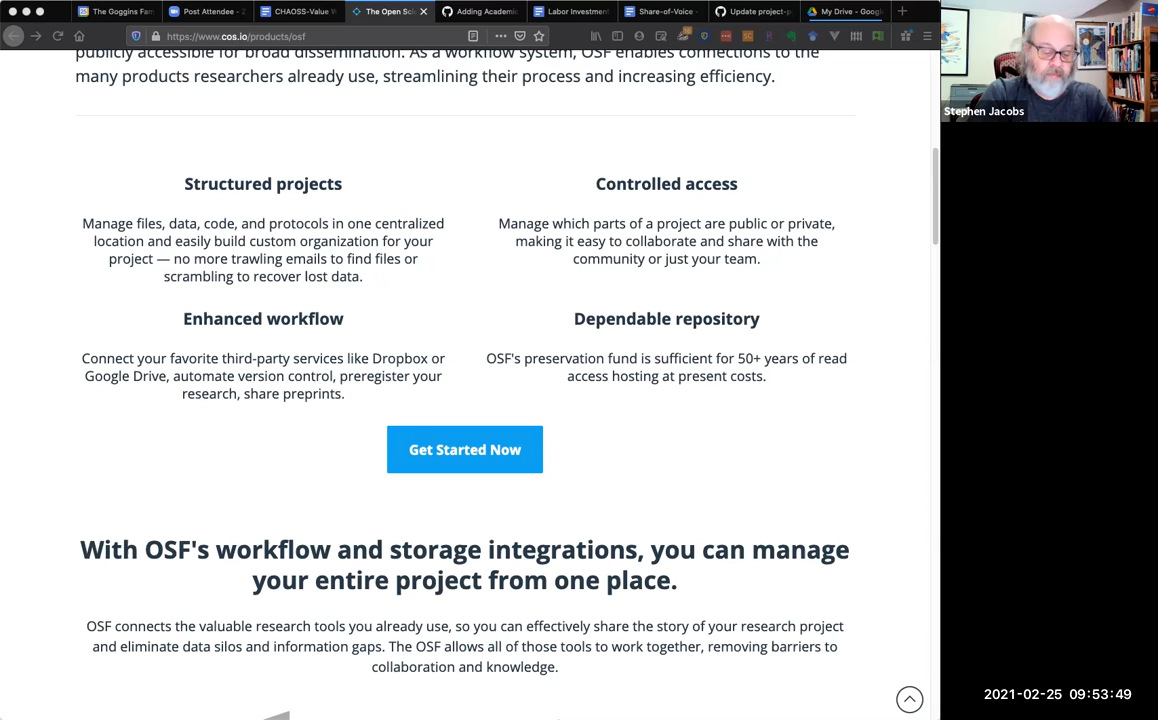 The Goggins Fam
Post Attendee - Z
CHAOSS-Value W
The Open Sci
Adding Academic
Labor Investment
Share-of-Voice -
Update project-p
My Drive - Googl
https://www.cos.io/products/osf
publicly accessible for broad dissemination. As a workflow system, OSF enables connections to the
many products researchers already use, streamlining their process and increasing efficiency.
Structured projects
Manage files, data, code, and protocols in one centralized
location and easily build custom organization for your
project — no more trawling emails to find files or
scrambling to recover lost data.
Controlled access
Manage which parts of a project are public or private,
making it easy to collaborate and share with the
community or just your team.
Enhanced workflow
Connect your favorite third-party services like Dropbox or
Google Drive, automate version control, preregister your
research, share preprints.
Dependable repository
OSF's preservation fund is sufficient for 50+ years of read
access hosting at present costs.
Get Started Now
With OSF's workflow and storage integrations, you can manage
your entire project from one place.
OSF connects the valuable research tools you already use, so you can effectively share the story of your research project
and eliminate data silos and information gaps. The OSF allows all of those tools to work together, removing barriers to
collaboration and knowledge.
Stephen Jacobs
2021-02-25 09:53:49